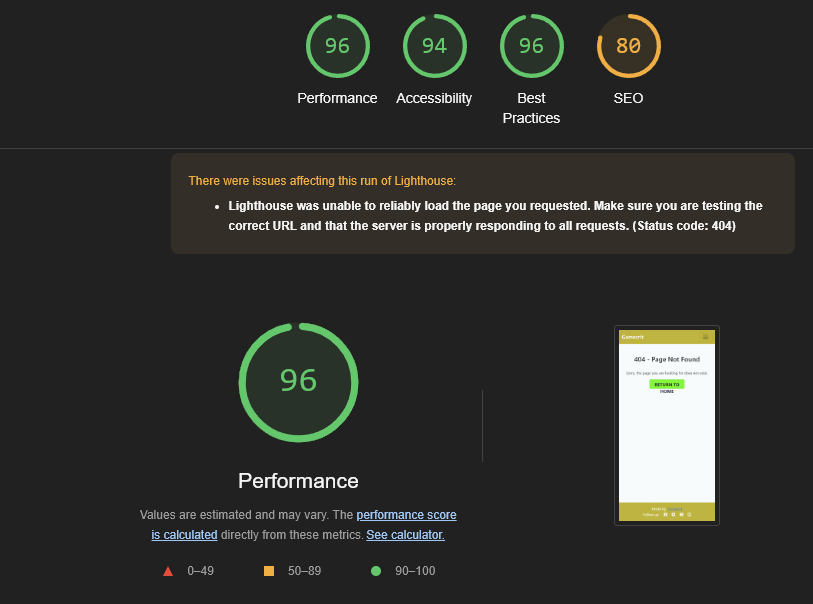 96
94
96
80
Performance
Accessibility
Best
Practices
SEO
There were issues affecting this run of Lighthouse:
Lighthouse was unable to reliably load the page you requested. Make sure you are testing the
correct URL and that the server is properly responding to all requests. (Status code: 404)
96
Performance
Values are estimated and may vary. The performance score
is calculated directly from these metrics. See calculator.
0–49
50–89
90–100
404 - Page Not Found
Sorry, the page you are looking for does not exist.
RETURN TO
HOME
Made by
Follow us: